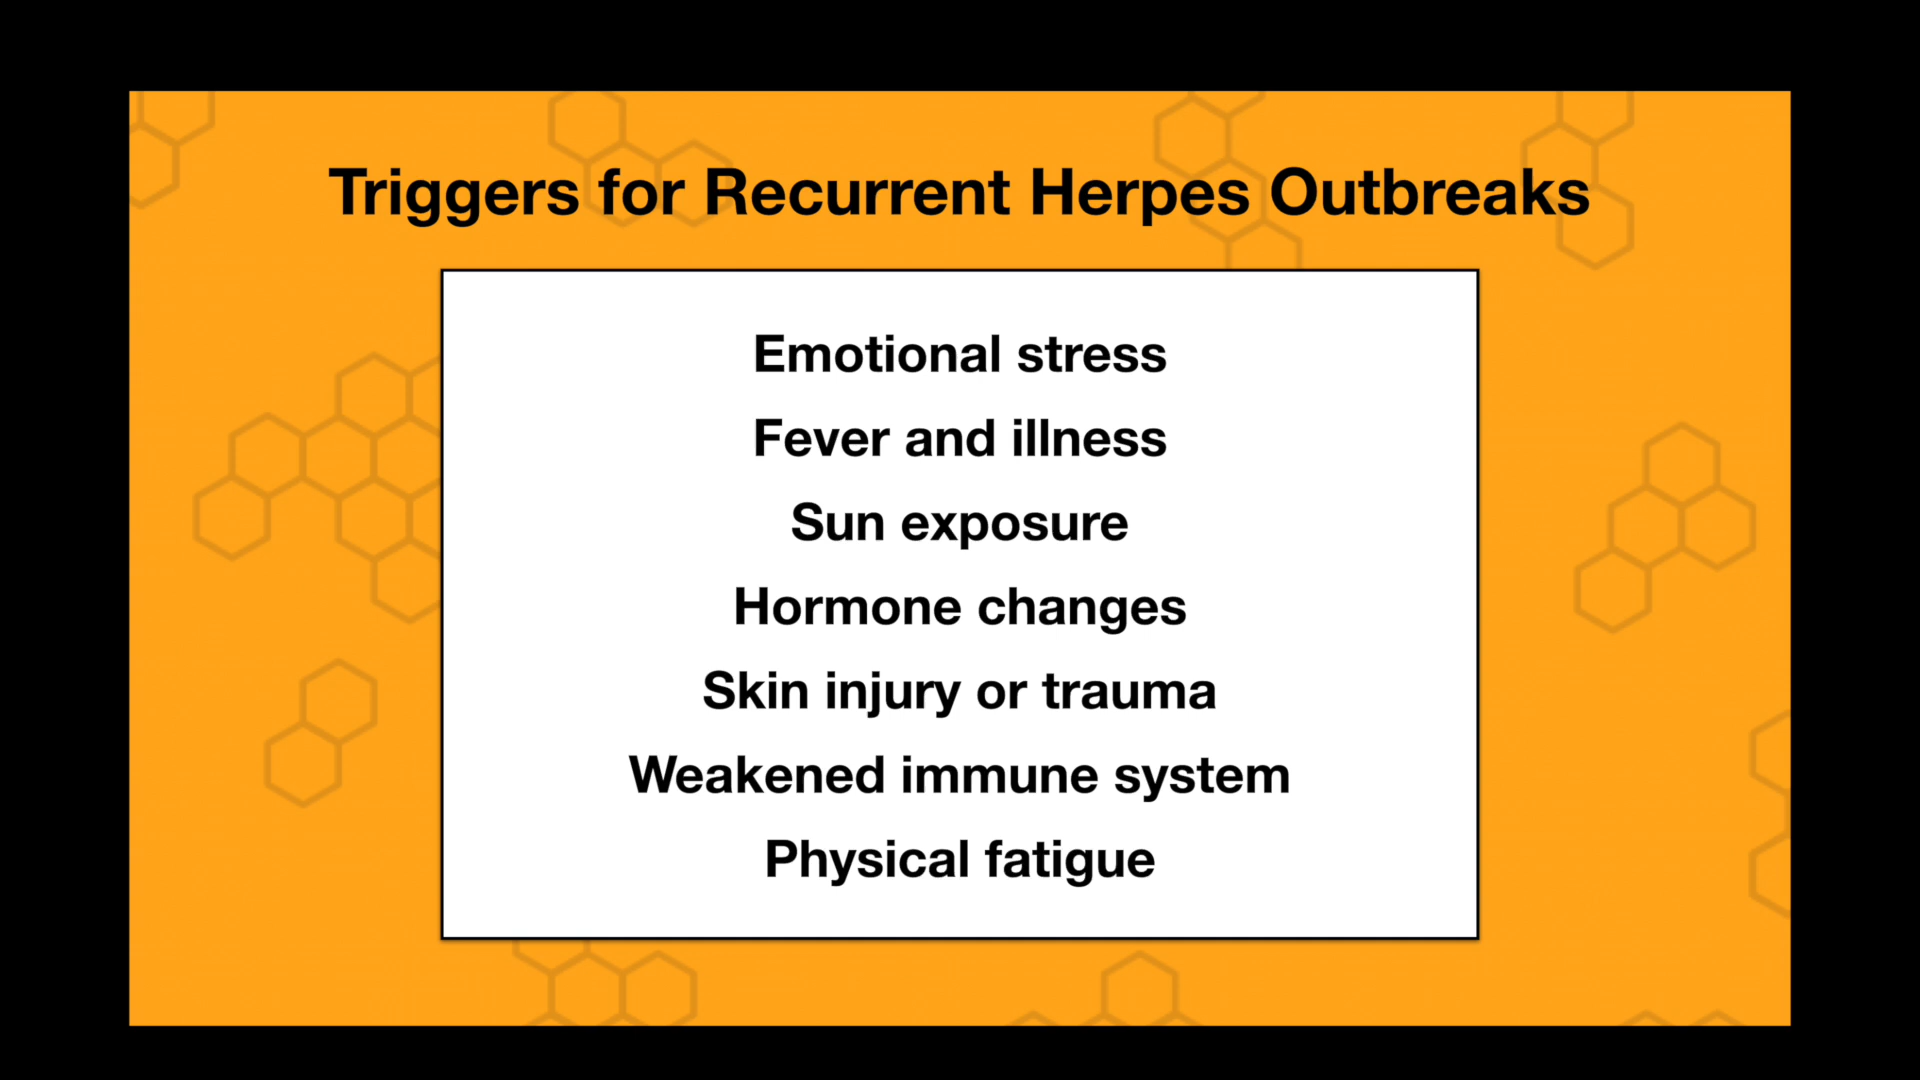 Triggers for Recurrent Herpes Outbreaks
Emotional stress
Fever and illness
Sun exposure
Hormone changes
Skin injury or trauma
Weakened immune system
Physical fatigue